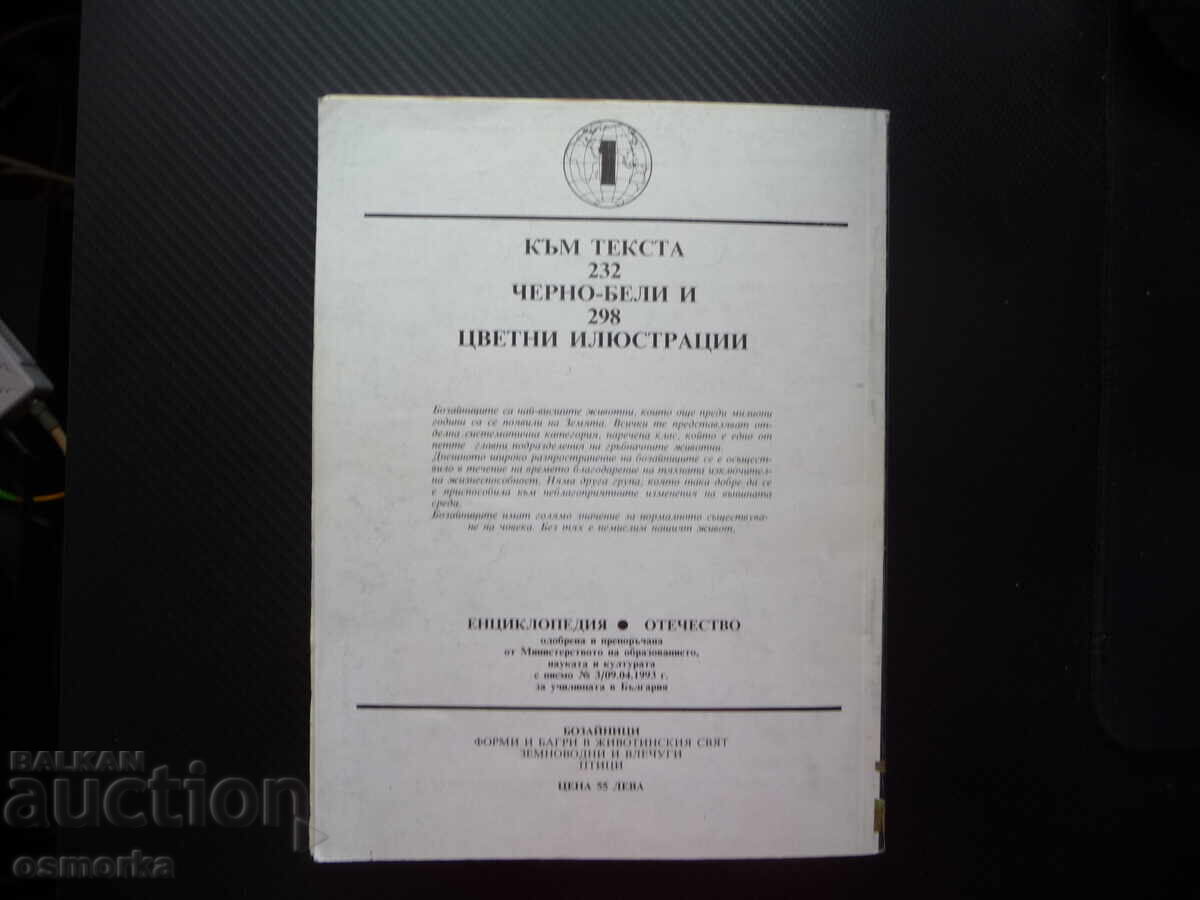 1
КЪМ ТЕКСТА
232
ЧЕРНО-БЕЛИ И
298
ЦВЕТНИ ИЛЮСТРАЦИИ
Бозайниците са най-висшите животни, които още преди милиони
години са се появили на Земята. Всички те представляват от-
делна систематична категория, наречена клас, който е едно от
петте главни подразделения на гръбначните животни.
Днешното широко разпространение на бозайниците се е осъщест-
вило в течение на времето благодарение на тяхната изключител-
на жизнеспособност. Няма друга група, която така добре да се
е приспособила към неблагоприятните изменения на външната
среда.
Бозайниците имат голямо значение за нормалното съществува-
не на човека. Без тях е немислим нашият живот.
ЕНЦИКЛОПЕДИЯ ● ОТЕЧЕСТВО
одобрена и препоръчана
от Министерството на образованието,
науката и културата
с писмо № 3/09.04.1993 г.
за училищата в България
БОЗАЙНИЦИ
ФОРМИ И БАГРИ В ЖИВОТИНСКИЯ СВЯТ
ЗЕМНОВОДНИ И ВЛЕЧУГИ
ПТИЦИ
ЦЕНА 55 ЛЕВА
BALKAN
auction
osmorka